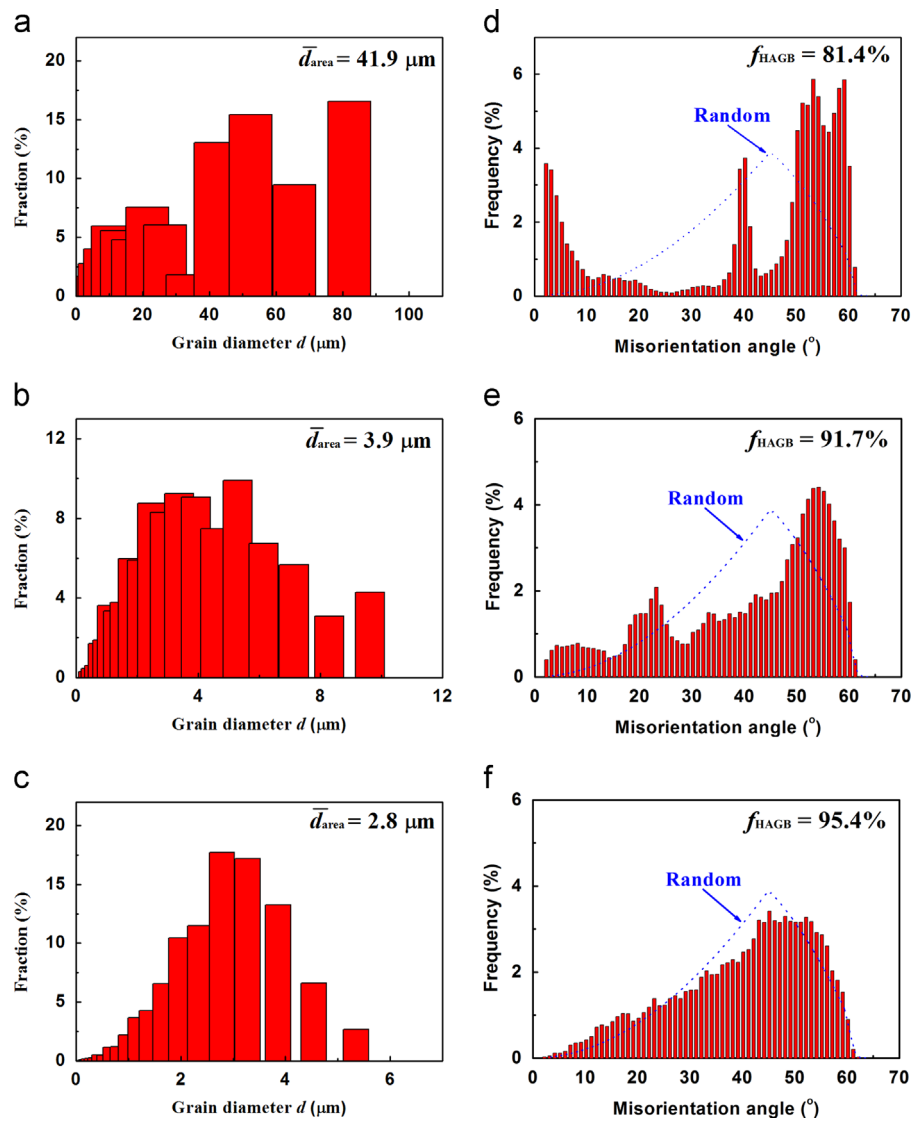 a
d̅area = 41.9 μm
Fraction (%)
20
15
10
5
0
0 20 40 60 80 100
Grain diameter d (μm)
d
fHAGB = 81.4%
Random
Frequency (%)
6
4
2
0
0 10 20 30 40 50 60 70
Misorientation angle (o)
b
d̅area = 3.9 μm
Fraction (%)
12
9
6
3
0
0 4 8 12
Grain diameter d (μm)
e
fHAGB = 91.7%
Random
Frequency (%)
6
4
2
0
0 10 20 30 40 50 60 70
Misorientation angle (o)
c
d̅area = 2.8 μm
Fraction (%)
20
15
10
5
0
0 2 4 6
Grain diameter d (μm)
f
fHAGB = 95.4%
Random
Frequency (%)
6
4
2
0
0 10 20 30 40 50 60 70
Misorientation angle (o)